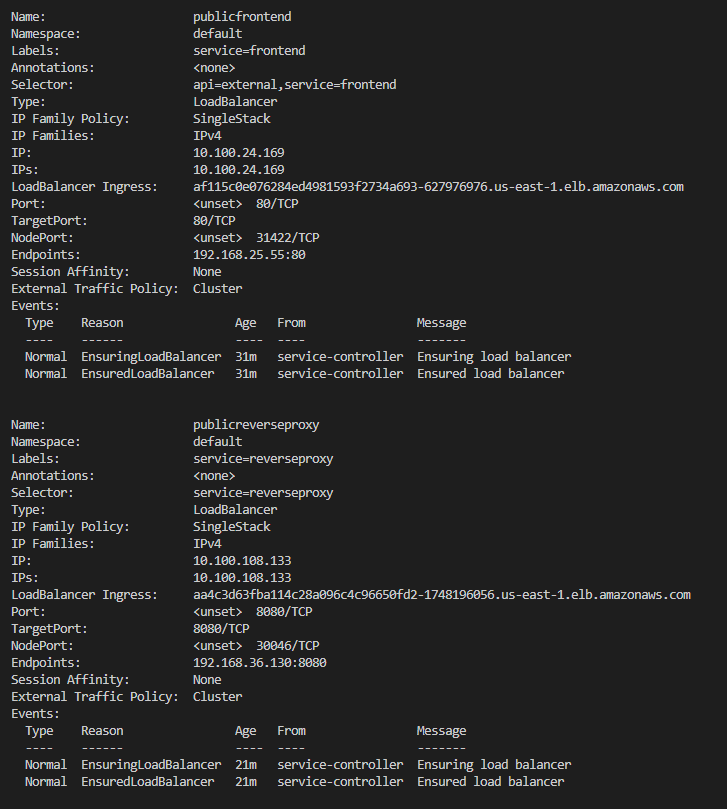 Name:                     publicfrontend
Namespace:                default
Labels:                   service=frontend
Annotations:              <none>
Selector:                 api=external,service=frontend
Type:                     LoadBalancer
IP Family Policy:         SingleStack
IP Families:              IPv4
IP:                       10.100.24.169
IPs:                      10.100.24.169
LoadBalancer Ingress:     af115c0e076284ed4981593f2734a693-627976976.us-east-1.elb.amazonaws.com
Port:                     <unset>  80/TCP
TargetPort:               80/TCP
NodePort:                 <unset>  31422/TCP
Endpoints:                192.168.25.55:80
Session Affinity:         None
External Traffic Policy:  Cluster
Events:
  Type    Reason                Age   From                Message
  ----    ------                ----  ----                -------
  Normal  EnsuringLoadBalancer  31m   service-controller  Ensuring load balancer
  Normal  EnsuredLoadBalancer   31m   service-controller  Ensured load balancer
Name:                     publicreverseproxy
Namespace:                default
Labels:                   service=reverseproxy
Annotations:              <none>
Selector:                 service=reverseproxy
Type:                     LoadBalancer
IP Family Policy:         SingleStack
IP Families:              IPv4
IP:                       10.100.108.133
IPs:                      10.100.108.133
LoadBalancer Ingress:     aa4c3d63fba114c28a096c4c96650fd2-1748196056.us-east-1.elb.amazonaws.com
Port:                     <unset>  8080/TCP
TargetPort:               8080/TCP
NodePort:                 <unset>  30046/TCP
Endpoints:                192.168.36.130:8080
Session Affinity:         None
External Traffic Policy:  Cluster
Events:
  Type    Reason                Age   From                Message
  ----    ------                ----  ----                -------
  Normal  EnsuringLoadBalancer  21m   service-controller  Ensuring load balancer
  Normal  EnsuredLoadBalancer   21m   service-controller  Ensured load balancer